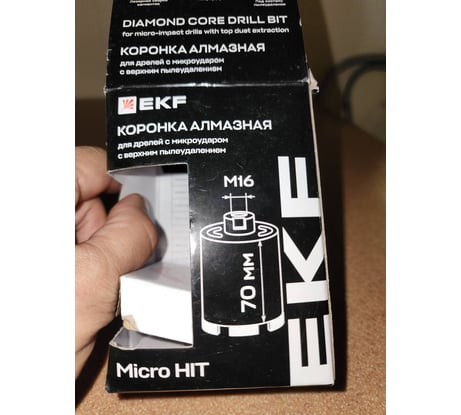 DIAMOND CORE DRILL BIT
for micro-impact drills with top dust extraction
КОРОНКА АЛМАЗНАЯ
для дрелей с микроударом
с верхним пылеудалением
EKF
КОРОНКА АЛМАЗНАЯ
для дрелей с микроударом
с верхним пылеудалением
M16
70 мм
EKF
Micro HIT